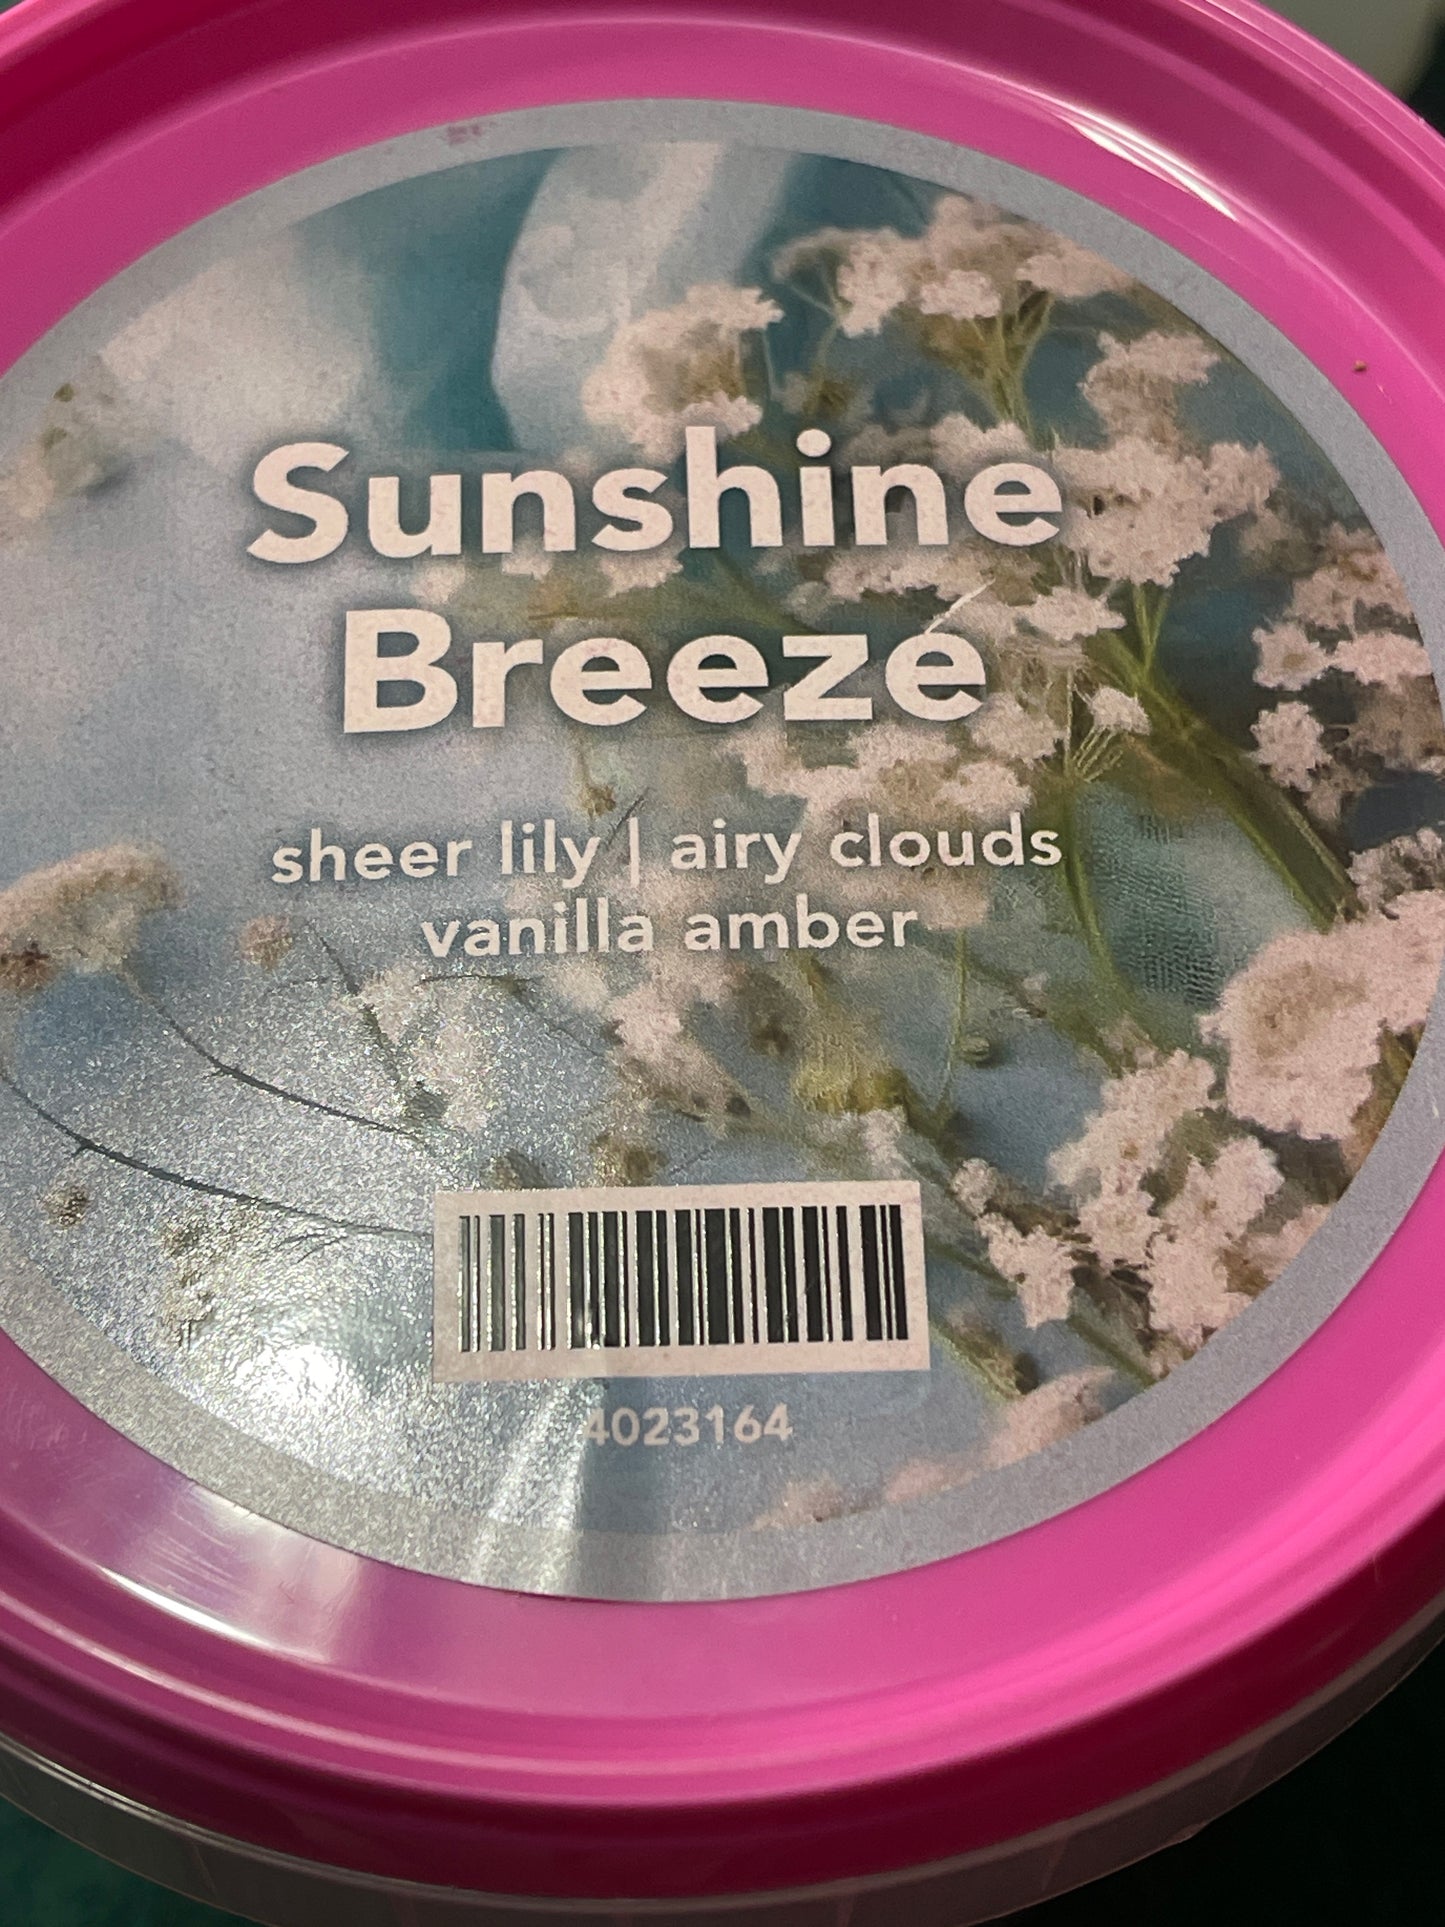 Sunshine
Breeze
sheer lily | airy clouds
vanilla amber
4023164